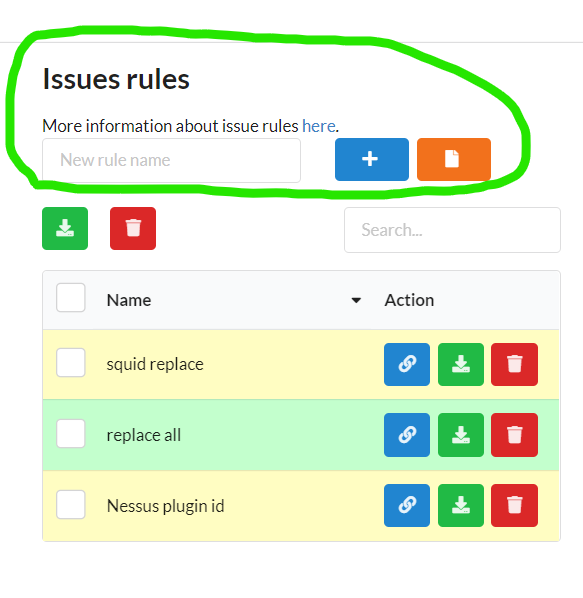 Issues rules
More information about issue rules here.
New rule name
Search...
Name Action
squid replace
replace all
Nessus plugin id